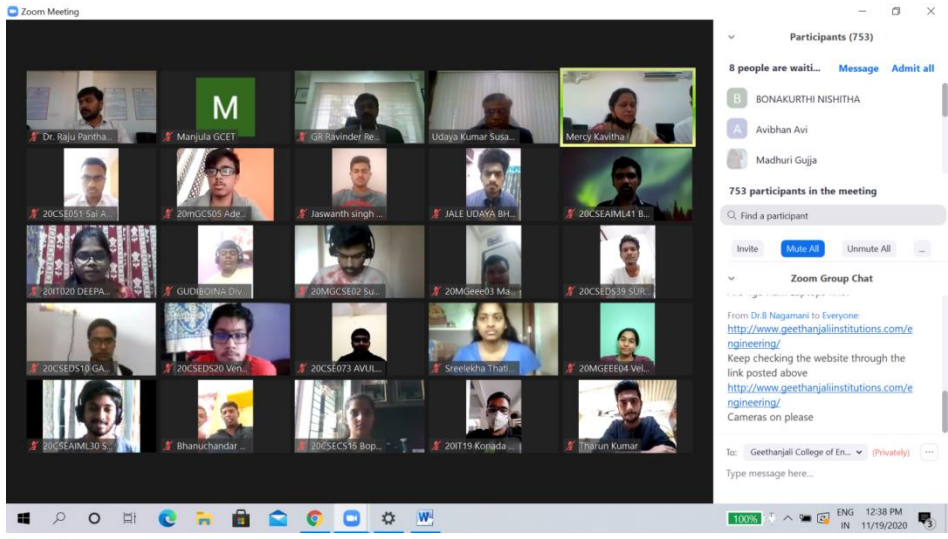 Zoom Meeting
Participants (753)
8 people are waiti... Message Admit all
B BONAKURTHI NISHITHA
A Avibhan Avi
Madhuri Gujja
753 participants in the meeting
Find a participant
Invite Mute All Unmute All ...
Zoom Group Chat
From Dr.B Nagamani to Everyone:
http://www.geethanjaliinstitutions.com/e
ngineering/
Keep checking the website through the
link posted above
http://www.geethanjaliinstitutions.com/e
ngineering/
Cameras on please
To: Geethanjali College of En... (Privately) ...
Type message here...
M
Dr. Raju Pantha... Manjula GCET GR Ravinder Re... Udaya Kumar Susa... Mercy Kavitha
20CSE051 Sai A... 20mGCS05 Ade... Jaswanth singh ... JALE UDAYA BH... 20CSEAIML41 B...
20IT020 DEEPA... GUDIBOINA Div... 20MGCSE02 Su... 20MGeee03 Ma... 20CSEDS39 SUR...
20CSEDS10 GA... 20CSEDS20 Ven... 20CSE073 AVUL... Sreelekha Thati... 20MGEEE04 Vel...
20CSEAIML30 S... Bhanuchandar ... 20CSECS15 Bop... 20IT19 Konada ... Tharun Kumar
100% ENG 12:38 PM
IN 11/19/2020 3